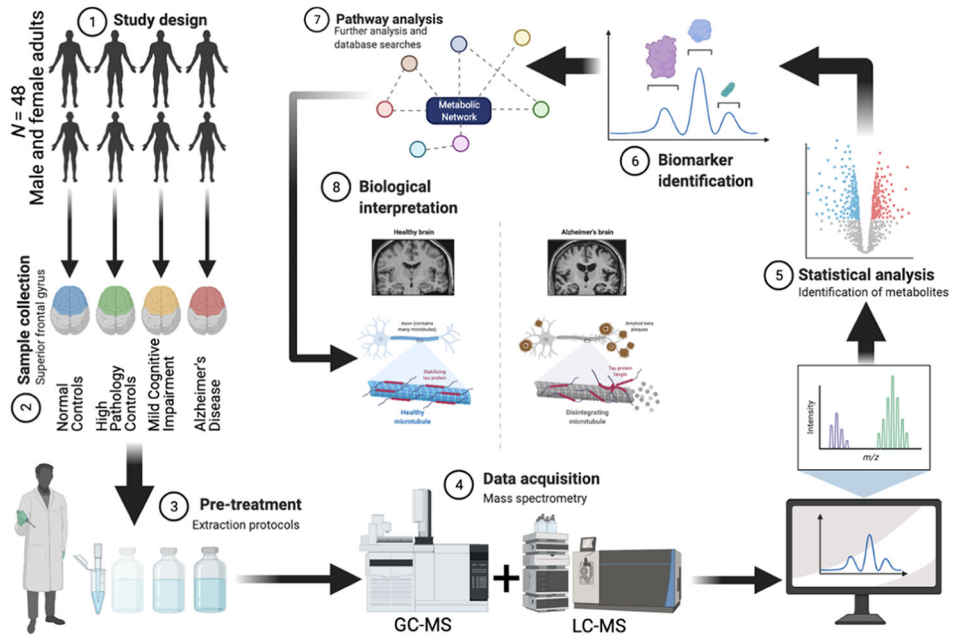 1 Study design
N = 48
Male and female adults
2 Sample collection
Superior frontal gyrus
Normal
Controls
High
Pathology
Controls
Mild Cognitive
Impairment
Alzheimer's
Disease
3 Pre-treatment
Extraction protocols
4 Data acquisition
Mass spectrometry
GC-MS
+
LC-MS
Intensity
m/z
5 Statistical analysis
Identification of metabolites
6 Biomarker
identification
7 Pathway analysis
Further analysis and
database searches
Metabolic
Network
8 Biological
interpretation
Healthy brain
Axon (contains
many microtubules)
Stabilizing
tau protein
Healthy
microtubule
Alzheimer's brain
Amyloid beta
plaques
Tau protein
tangle
Disintegrating
microtubule